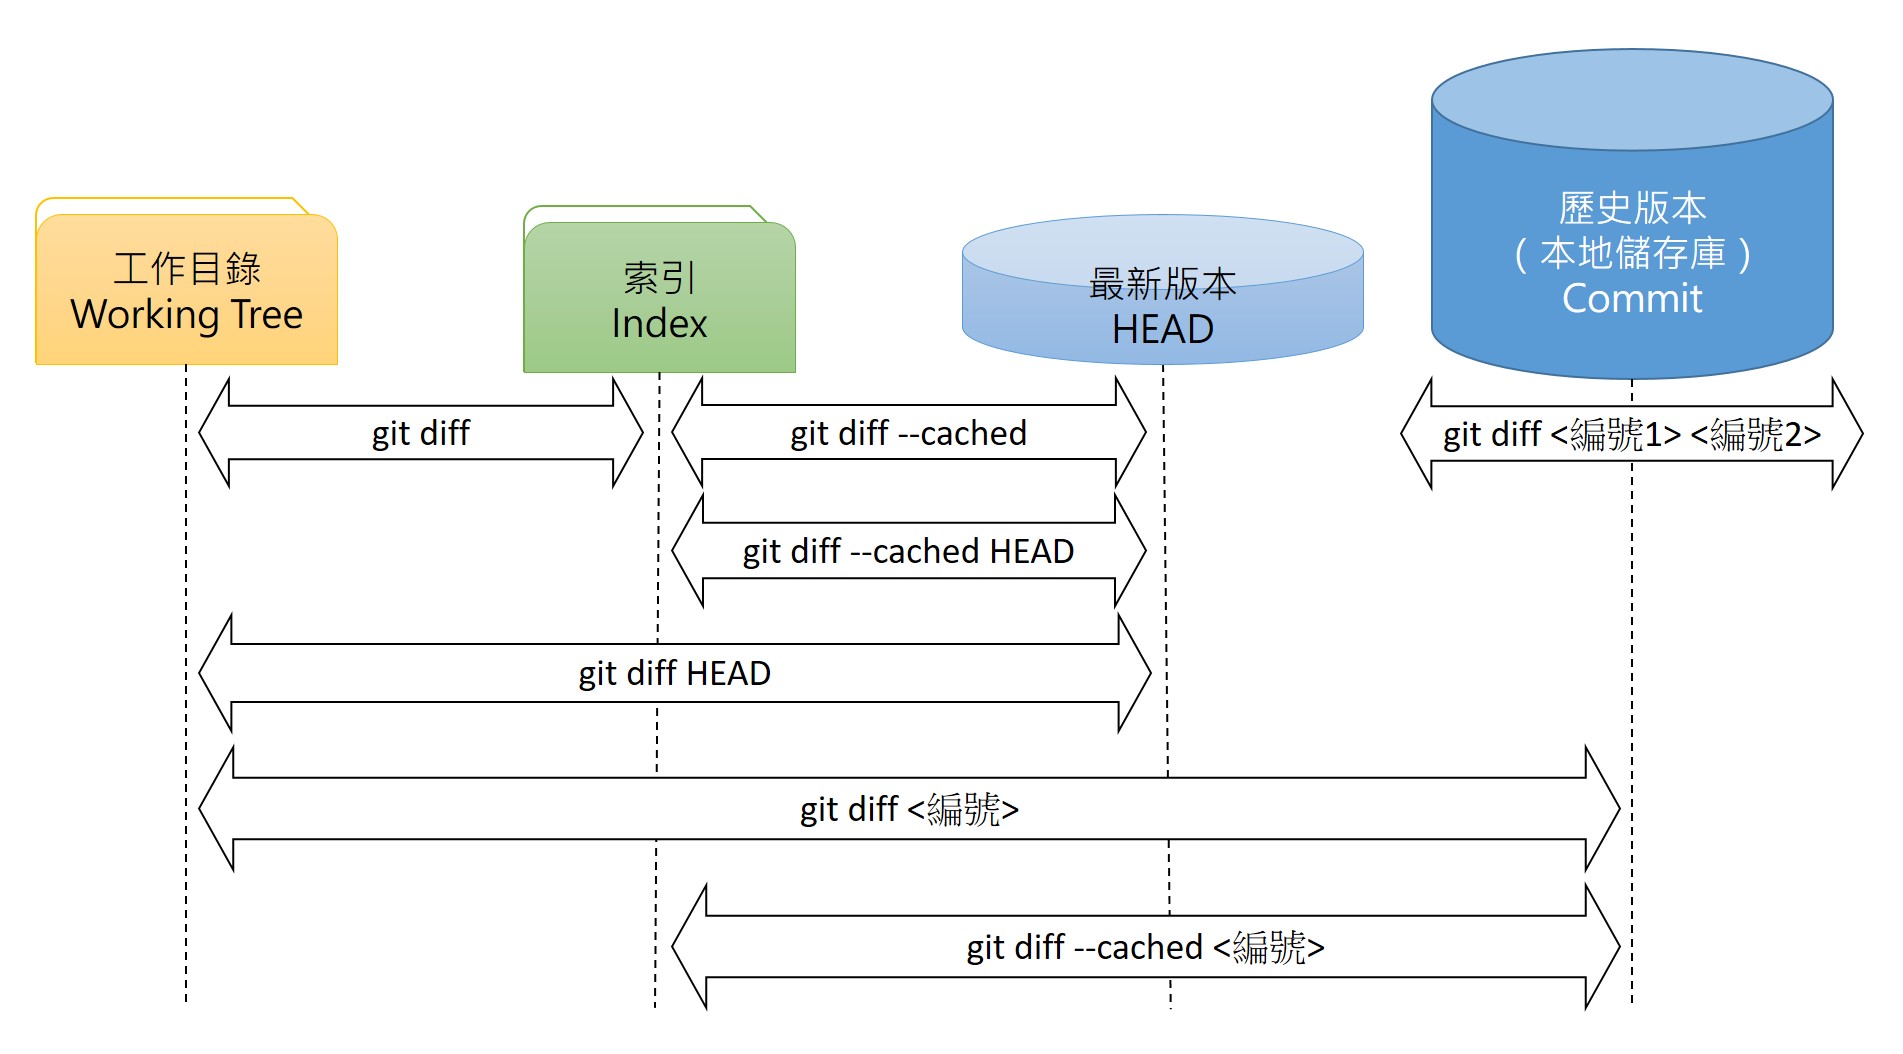 工作目錄
Working Tree
索引
Index
最新版本
HEAD
歷史版本
(本地儲存庫)
Commit
git diff
git diff --cached
git diff <編號1> <編號2>
git diff --cached HEAD
git diff HEAD
git diff <編號>
git diff --cached <編號>